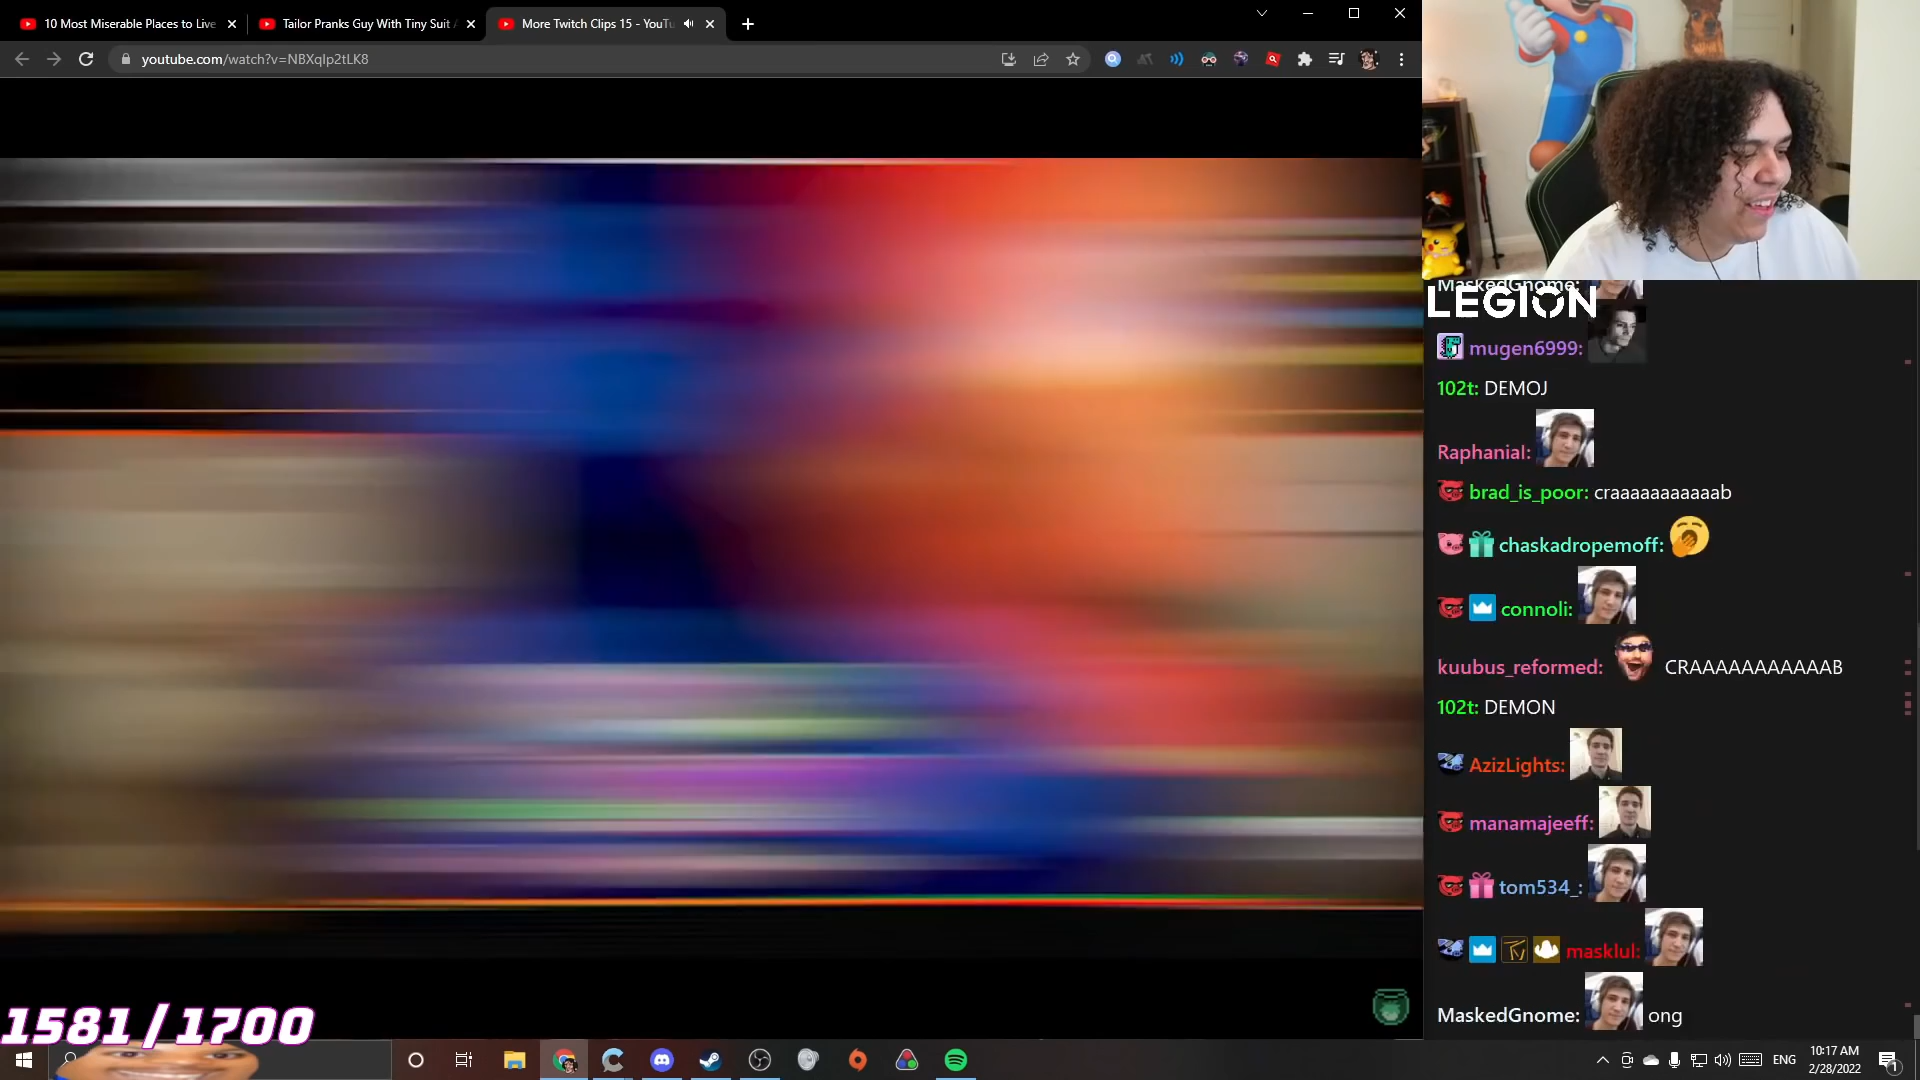 10 Most Miserable Places to Live
Tailor Pranks Guy With Tiny Suit
More Twitch Clips 15 - YouTu
youtube.com/watch?v=NBXqIp2tLK8
MaskedGnome:
LEGION
mugen6999:
102t: DEMOJ
Raphanial:
brad_is_poor: craaaaaaaaaaab
chaskadropemoff:
connoli:
kuubus_reformed: CRAAAAAAAAAAAB
102t: DEMON
AzizLights:
manamajeeff:
tom534_:
masklul:
MaskedGnome: ong
1581/1700
ENG
10:17 AM
2/28/2022
1